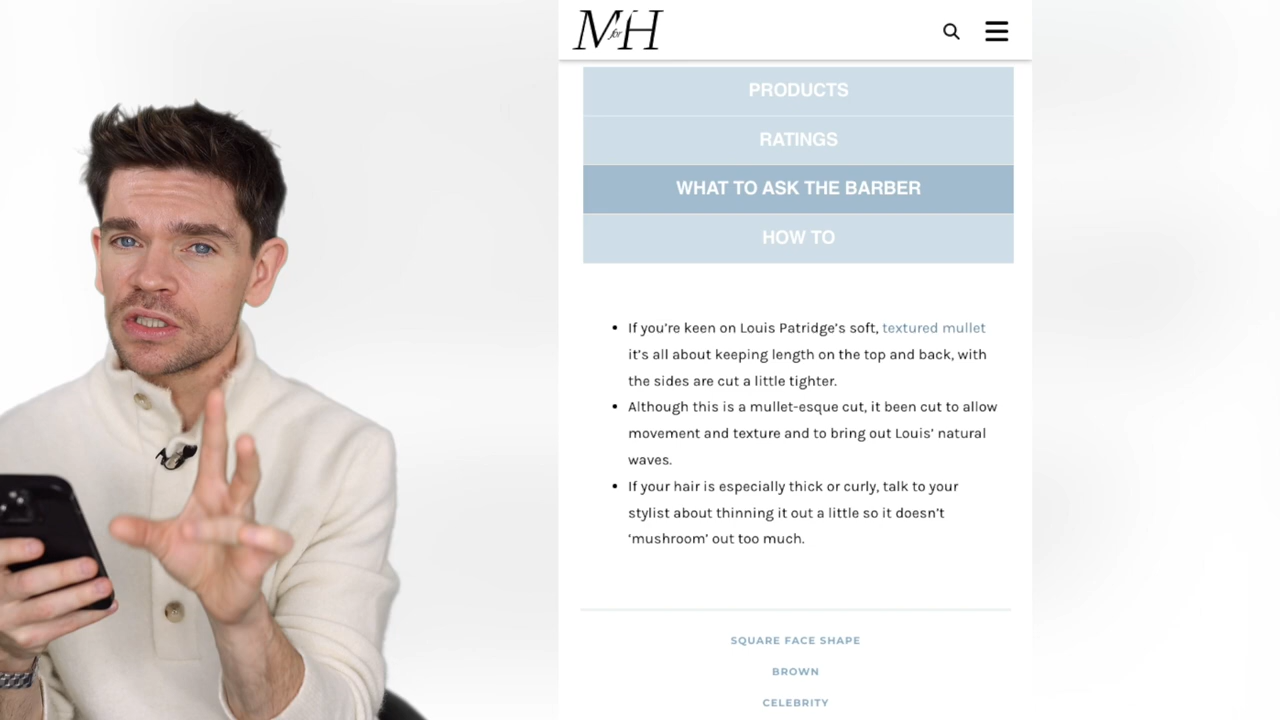 M for H
PRODUCTS
RATINGS
WHAT TO ASK THE BARBER
HOW TO
If you’re keen on Louis Patridge’s soft, textured mullet
it’s all about keeping length on the top and back, with
the sides are cut a little tighter.
Although this is a mullet-esque cut, it been cut to allow
movement and texture and to bring out Louis’ natural
waves.
If your hair is especially thick or curly, talk to your
stylist about thinning it out a little so it doesn’t
‘mushroom’ out too much.
SQUARE FACE SHAPE
BROWN
CELEBRITY